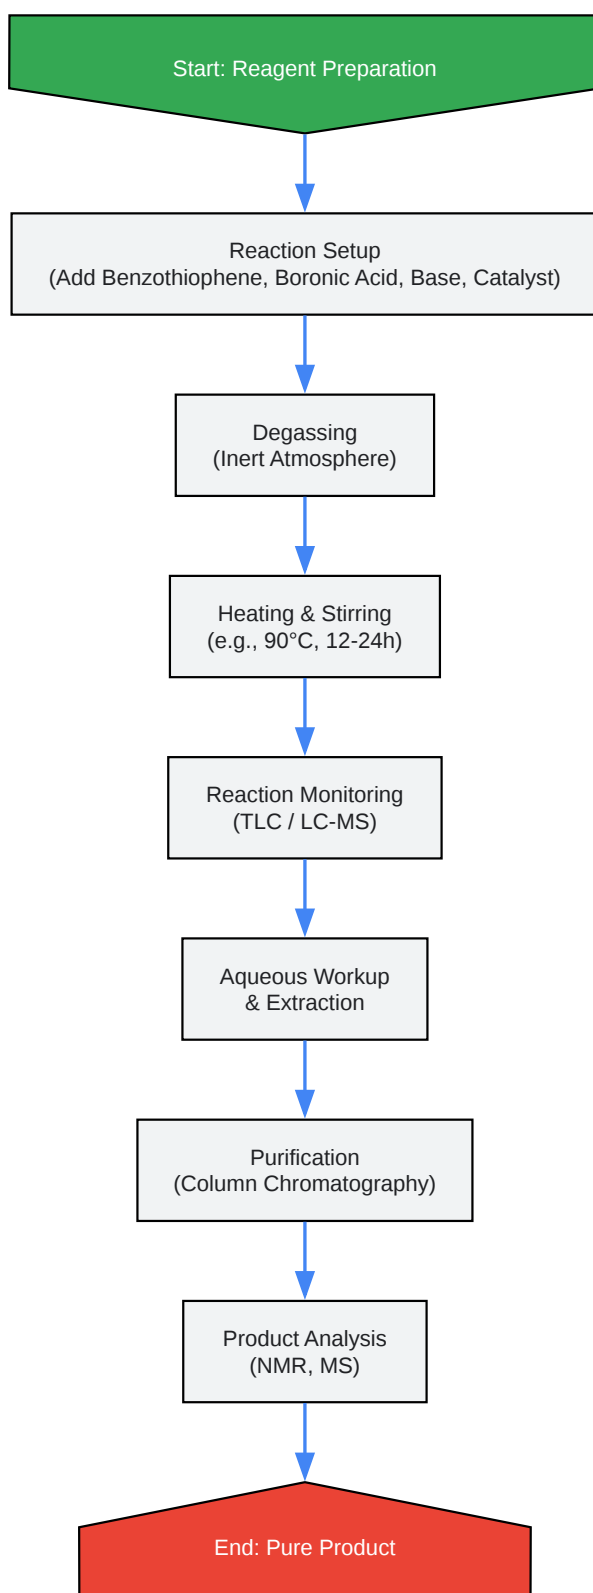 Start: Reagent Preparation
Reaction Setup
(Add Benzothiophene, Boronic Acid, Base, Catalyst)
Degassing
(Inert Atmosphere)
Heating & Stirring
(e.g., 90°C, 12-24h)
Reaction Monitoring
(TLC / LC-MS)
Aqueous Workup
& Extraction
Purification
(Column Chromatography)
Product Analysis
(NMR, MS)
End: Pure Product